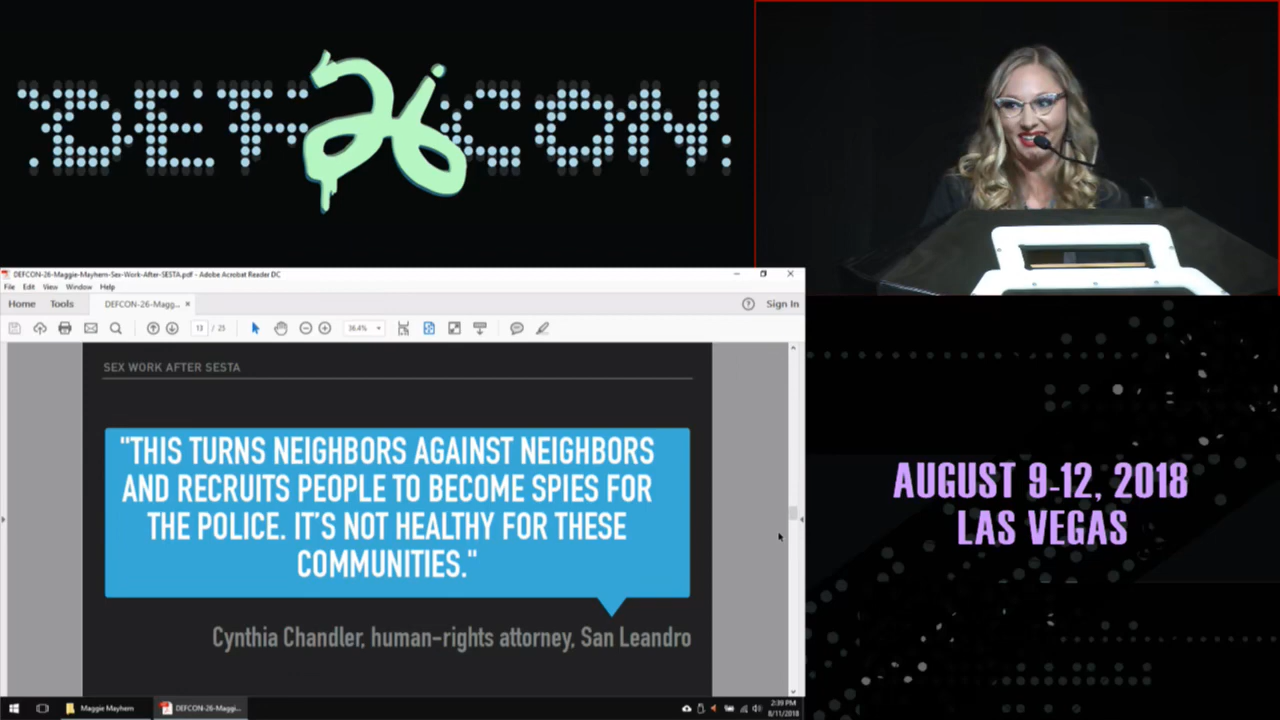 DEFCON
26
DEFCON-26-Maggie-Mayhem-Sex-Work-After-SESTA.pdf - Adobe Acrobat Reader DC
File Edit View Window Help
Home Tools DEFCON-26-Magg... × Sign In
13 / 25 36.4%
SEX WORK AFTER SESTA
"THIS TURNS NEIGHBORS AGAINST NEIGHBORS
AND RECRUITS PEOPLE TO BECOME SPIES FOR
THE POLICE. IT'S NOT HEALTHY FOR THESE
COMMUNITIES."
Cynthia Chandler, human-rights attorney, San Leandro
AUGUST 9-12, 2018
LAS VEGAS
Maggie Mayhem DEFCON-26-Maggi... 2:39 PM
8/11/2018